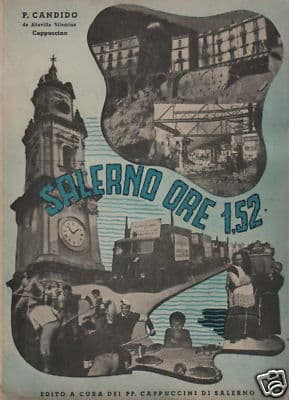 P. CANDIDO
da Altavilla Silentina
Cappuccino
SALERNO ORE 1,52.
EDITO A CURA DEI PP. CAPPUCCINI DI SALERNO